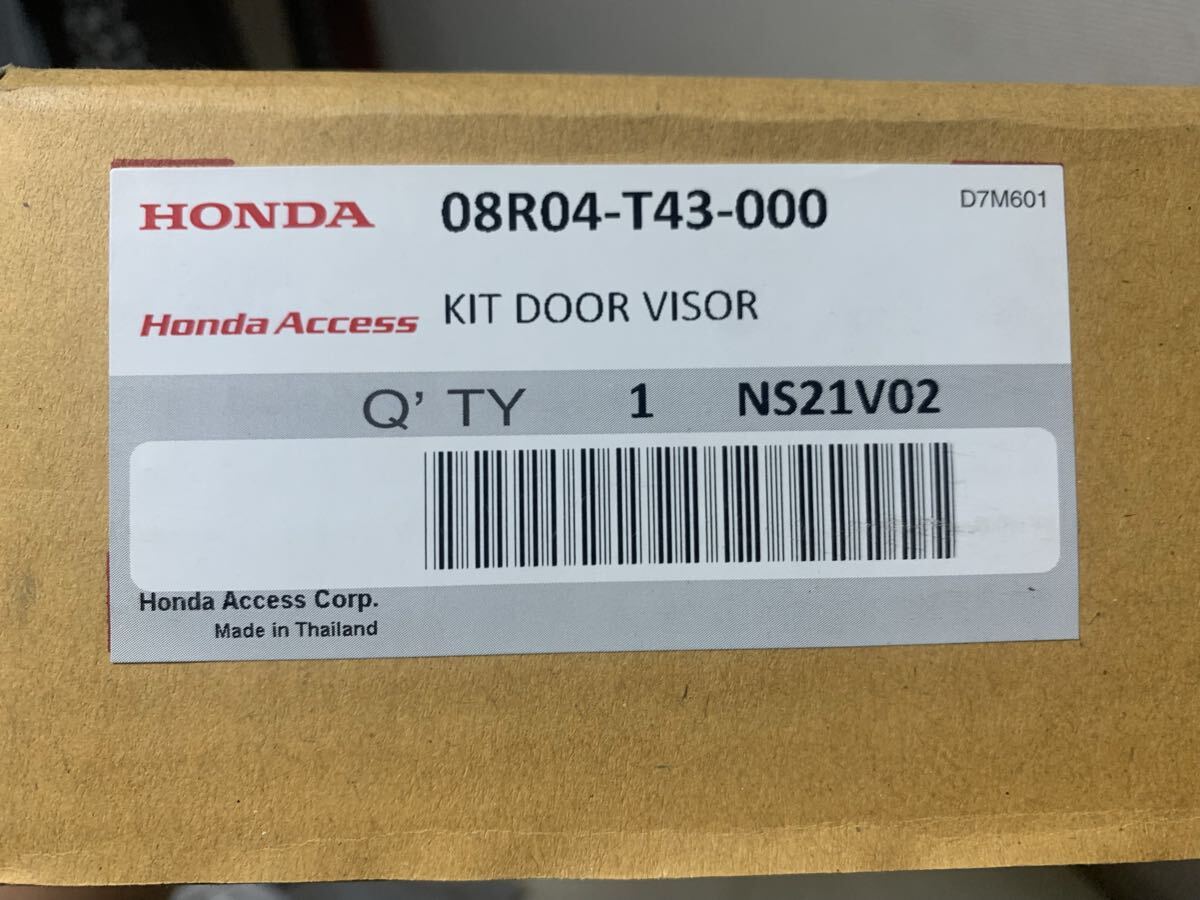 HONDA 08R04-T43-000 D7M601
Honda Access KIT DOOR VISOR
Q' TY 1 NS21V02
Honda Access Corp.
Made in Thailand